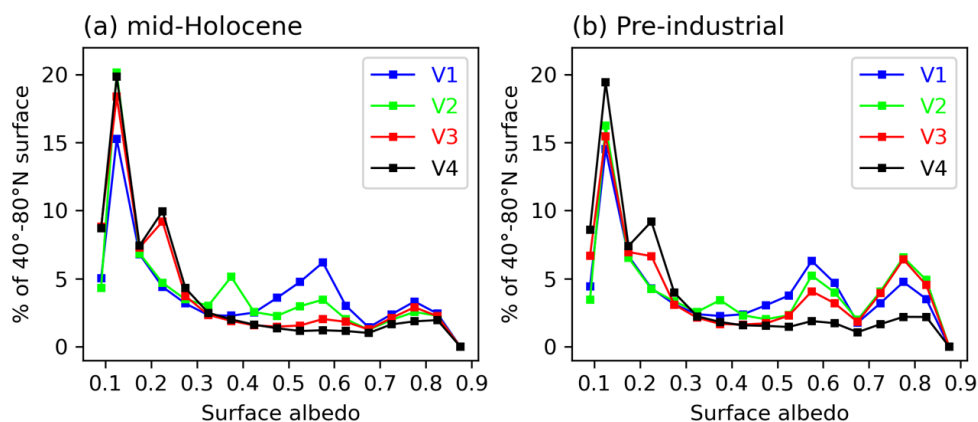 (a) mid-Holocene
% of 40°-80°N surface
20
15
10
5
0
V1
V2
V3
V4
0.1 0.2 0.3 0.4 0.5 0.6 0.7 0.8 0.9
Surface albedo
(b) Pre-industrial
% of 40°-80°N surface
20
15
10
5
0
V1
V2
V3
V4
0.1 0.2 0.3 0.4 0.5 0.6 0.7 0.8 0.9
Surface albedo